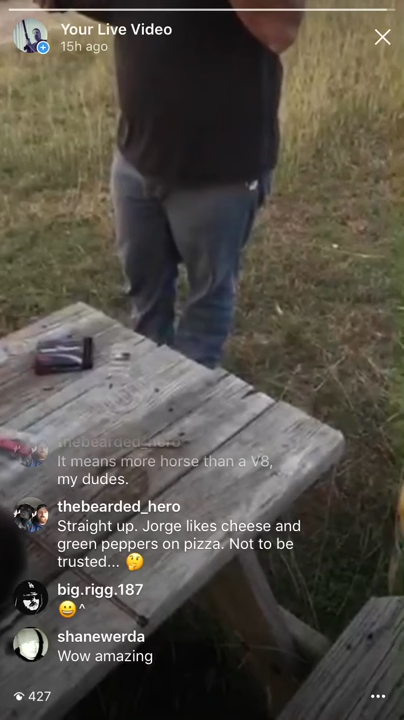 Your Live Video
15h ago
thebearded_hero
It means more horse than a V8,
my dudes.
thebearded_hero
Straight up. Jorge likes cheese and
green peppers on pizza. Not to be
trusted... 🤔
big.rigg.187
😀^
shanewerda
Wow amazing
427